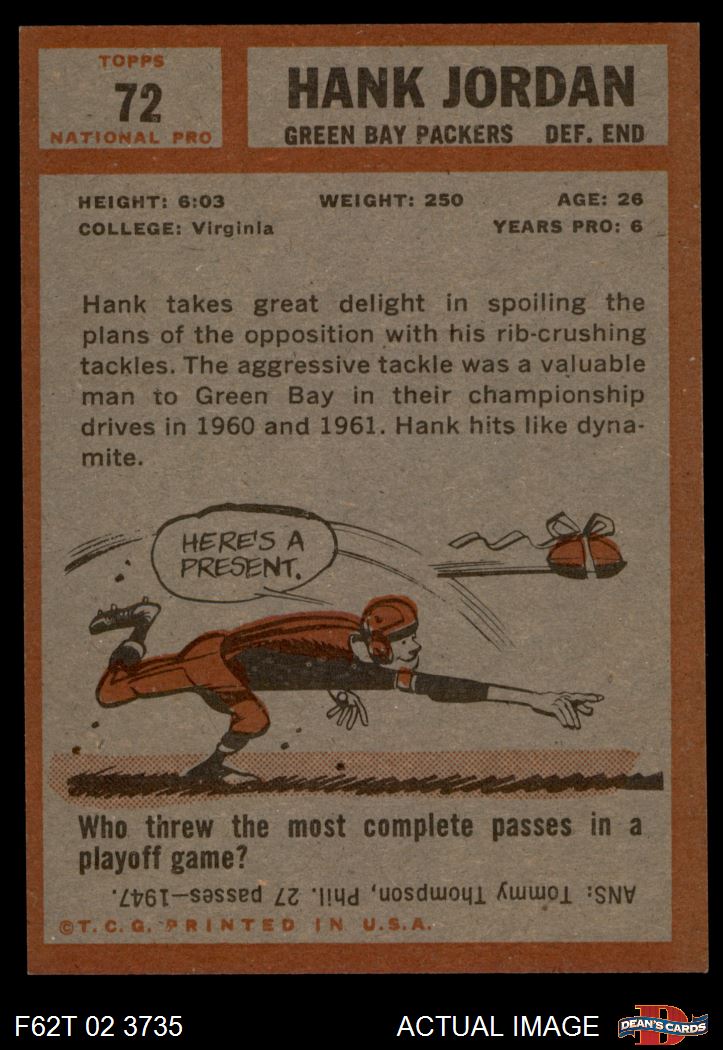 TOPPS
72
NATIONAL PRO
HANK JORDAN
GREEN BAY PACKERS DEF. END
HEIGHT: 6:03 WEIGHT: 250 AGE: 26
COLLEGE: Virginia YEARS PRO: 6
Hank takes great delight in spoiling the
plans of the opposition with his rib-crushing
tackles. The aggressive tackle was a valuable
man to Green Bay in their championship
drives in 1960 and 1961. Hank hits like dyna-
mite.
HERE'S A
PRESENT.
Who threw the most complete passes in a
playoff game?
ANS: Tommy Thompson, Phil. 27 passes—1947.
©T.C.G. PRINTED IN U.S.A.
F62T 02 3735 ACTUAL IMAGE
D
DEAN'S CARDS